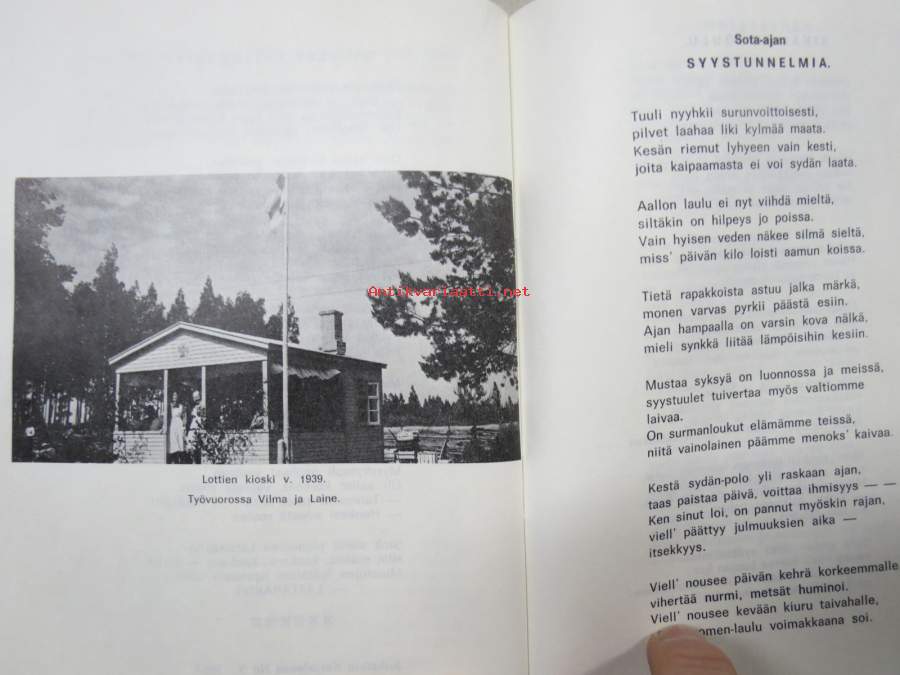 Lottien kioski v. 1939.
Työvuorossa Vilma ja Laine.
Antikvariaatti.net
Sota-ajan
SYYSTUNNELMIA.
Tuuli nyyhkii surunvoittoisesti,
pilvet laahaa liki kylmää maata.
Kesän riemut lyhyeen vain kesti,
joita kaipaamasta ei voi sydän laata.
Aallon laulu ei nyt viihdä mieltä,
siltäkin on hilpeys jo poissa.
Vain hyisen veden näkee silmä sieltä,
miss' päivän kilo loisti aamun koissa.
Tietä rapakkoista astuu jalka märkä,
monen varvas pyrkii päästä esiin.
Ajan hampaalla on varsin kova nälkä,
mieli synkkä liitää lämpöisihin kesiin.
Mustaa syksyä on luonnossa ja meissä,
syystuulet tuivertaa myös valtiomme
laivaa.
On surmanloukut elämämme teissä,
niitä vainolainen päämme menoks' kaivaa.
Kestä sydän-polo yli raskaan ajan,
taas paistaa päivä, voittaa ihmisyys — —
Ken sinut loi, on pannut myöskin rajan,
viell' päättyy julmuuksien aika —
itsekkyys.
Viell' nousee päivän kehrä korkeemmalle,
vihertää nurmi, metsät huminoi.
Viell' nousee kevään kiuru taivahalle,
omen-laulu voimakkaana soi.